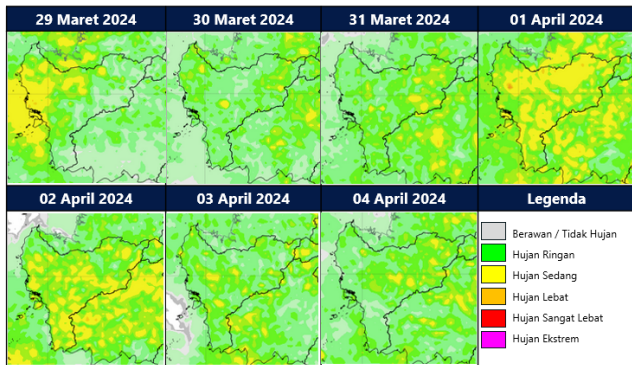 29 Maret 2024
30 Maret 2024
31 Maret 2024
01 April 2024
02 April 2024
03 April 2024
04 April 2024
Legenda
Berawan / Tidak Hujan
Hujan Ringan
Hujan Sedang
Hujan Lebat
Hujan Sangat Lebat
Hujan Ekstrem